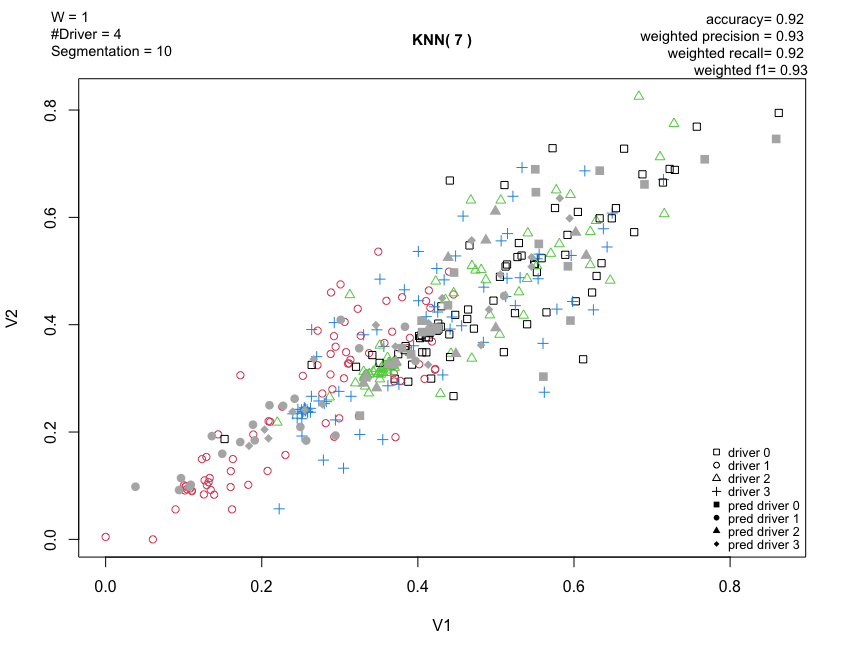 W = 1
#Driver = 4
Segmentation = 10
KNN( 7 )
accuracy= 0.92
weighted precision = 0.93
weighted recall= 0.92
weighted f1= 0.93
0.8
0.6
0.4
0.2
0.0
V2
driver 0
driver 1
driver 2
driver 3
pred driver 0
pred driver 1
pred driver 2
pred driver 3
0.0 0.2 0.4 0.6 0.8
V1